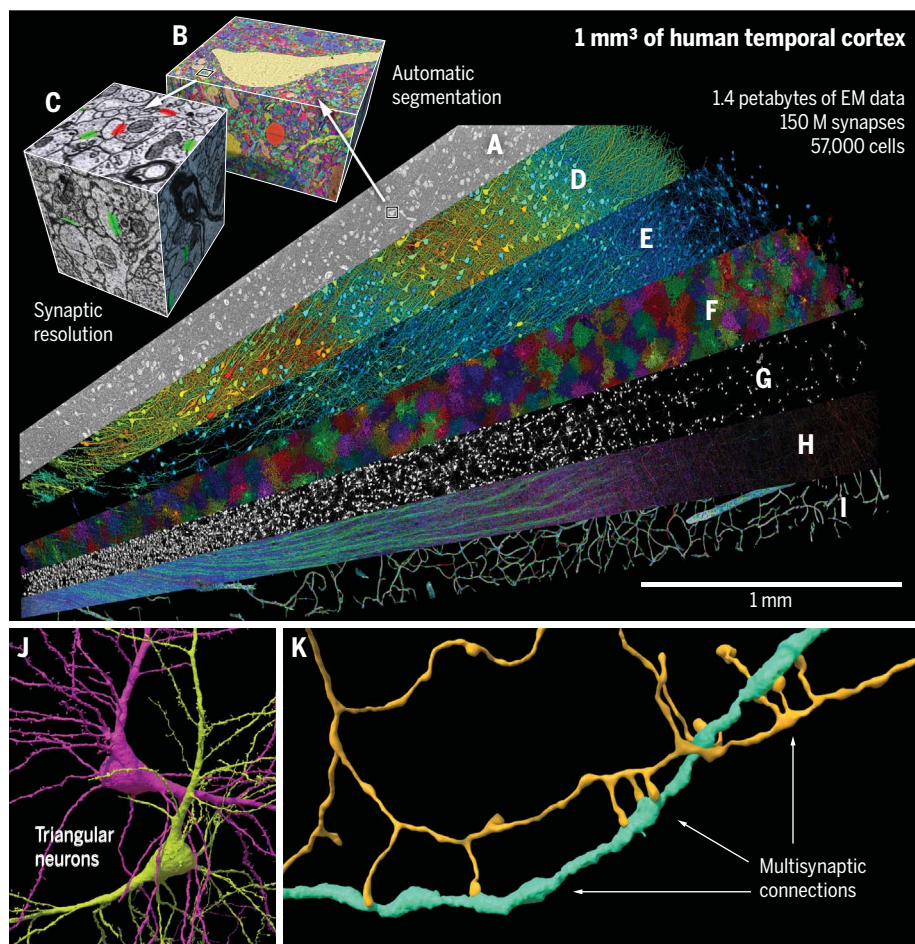 B
1 mm³ of human temporal cortex
C
Automatic
segmentation
1.4 petabytes of EM data
150 M synapses
57,000 cells
A
D
E
Synaptic
resolution
F
G
H
I
1 mm
J
K
Triangular
neurons
Multisynaptic
connections